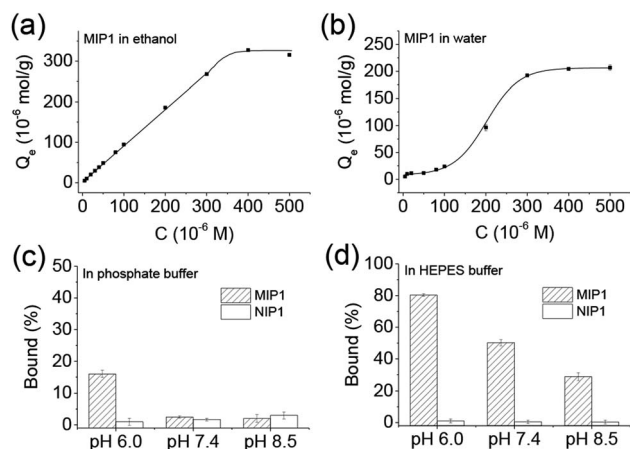 (a)
MIP1 in ethanol
Qe (10-6 mol/g)
300
200
100
0
0 100 200 300 400 500
C (10-6 M)
(b)
MIP1 in water
Qe (10-6 mol/g)
250
200
150
100
50
0
0 100 200 300 400 500
C (10-6 M)
(c)
In phosphate buffer
MIP1
NIP1
Bound (%)
50
40
30
20
10
0
pH 6.0 pH 7.4 pH 8.5
(d)
In HEPES buffer
MIP1
NIP1
Bound (%)
100
80
60
40
20
0
pH 6.0 pH 7.4 pH 8.5